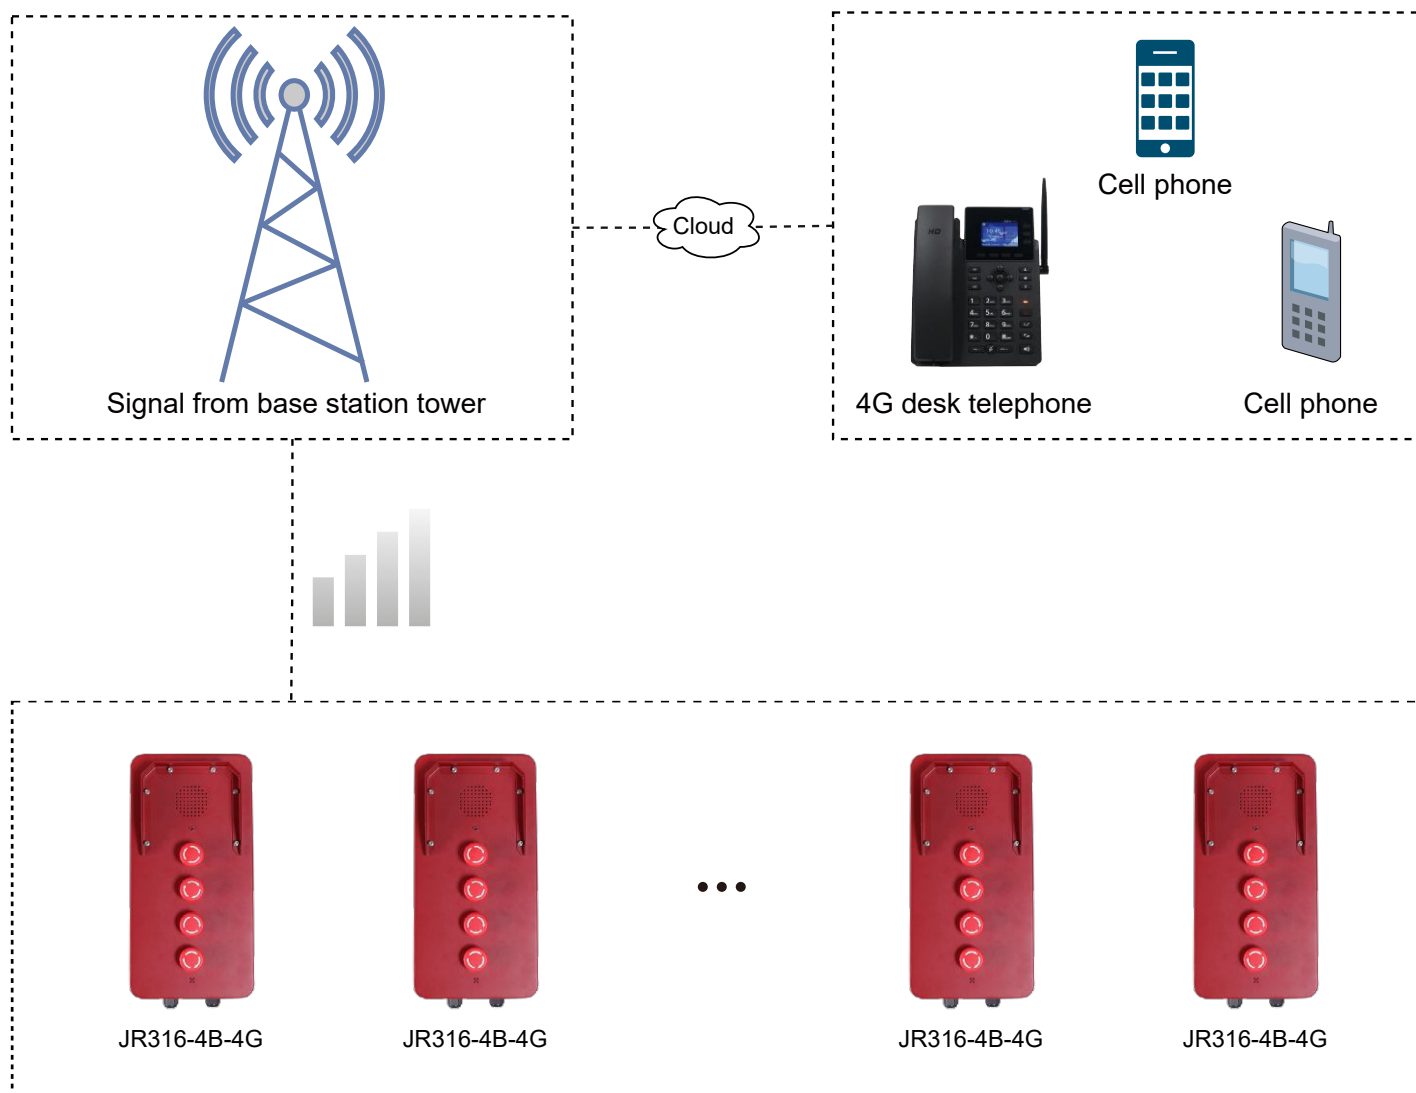 Cell phone
Cloud
Signal from base station tower
4G desk telephone
Cell phone
JR316-4B-4G
JR316-4B-4G
JR316-4B-4G
JR316-4B-4G